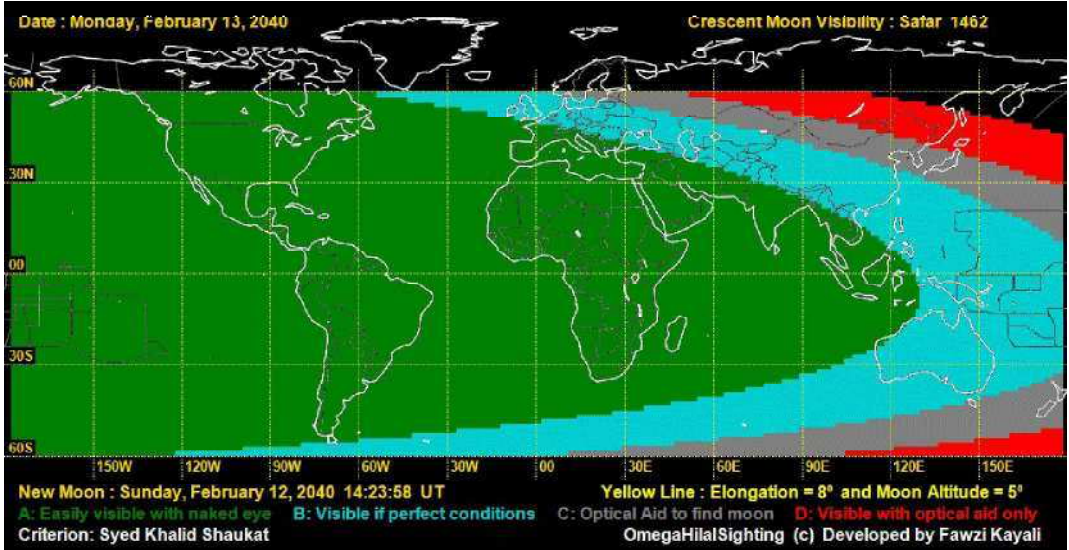 Date : Monday, February 13, 2040 Crescent Moon Visibility : Safar 1462
60N
30N
00
30S
60S
150W 120W 90W 60W 30W 00 30E 60E 90E 120E 150E
New Moon : Sunday, February 12, 2040 14:23:58 UT Yellow Line : Elongation = 8º and Moon Altitude = 5º
A: Easily visible with naked eye B: Visible if perfect conditions C: Optical Aid to find moon D: Visible with optical aid only
Criterion: Syed Khalid Shaukat OmegaHilalSighting (c) Developed by Fawzi Kayali